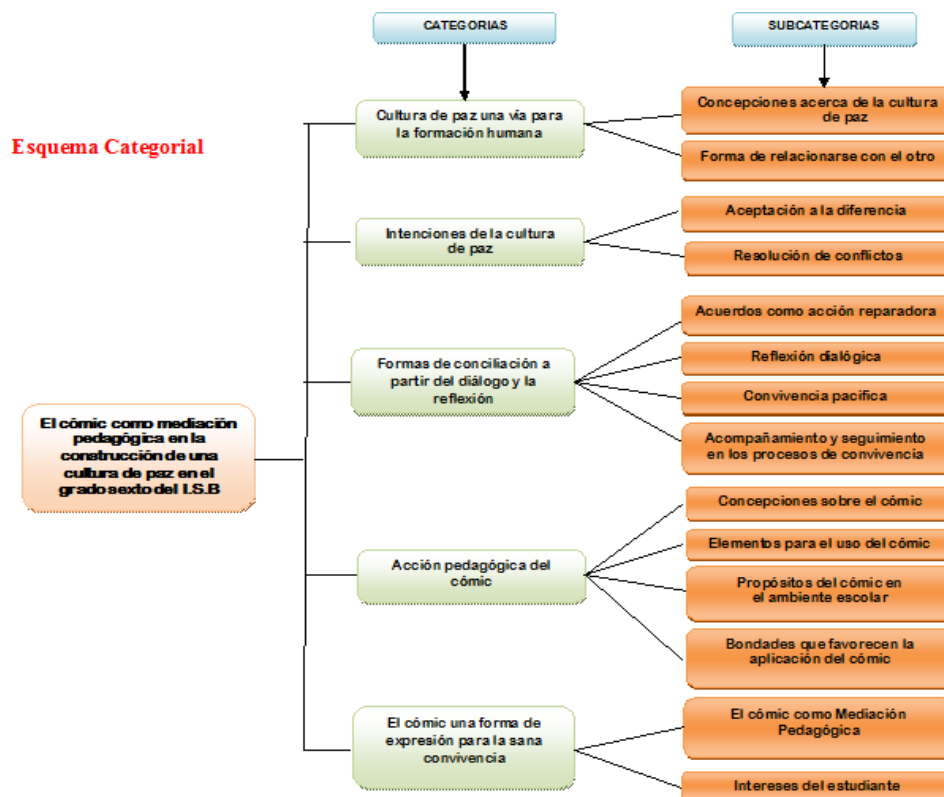 CATEGORIAS
SUBCATEGORIAS
Esquema Categorial
El cómic como mediación
pedagógica en la
construcción de una
cultura de paz en el
grado sexto del I.S.B
Cultura de paz una vía para
la formación humana
Concepciones acerca de la cultura
de paz
Forma de relacionarse con el otro
Intenciones de la cultura
de paz
Aceptación a la diferencia
Resolución de conflictos
Formas de conciliación a
partir del diálogo y la
reflexión
Acuerdos como acción reparadora
Reflexión dialógica
Convivencia pacifica
Acompañamiento y seguimiento
en los procesos de convivencia
Acción pedagógica del
cómic
Concepciones sobre el cómic
Elementos para el uso del cómic
Propósitos del cómic en
el ambiente escolar
Bondades que favorecen la
aplicación del cómic
El cómic una forma de
expresión para la sana
convivencia
El cómic como Mediación
Pedagógica
Intereses del estudiante